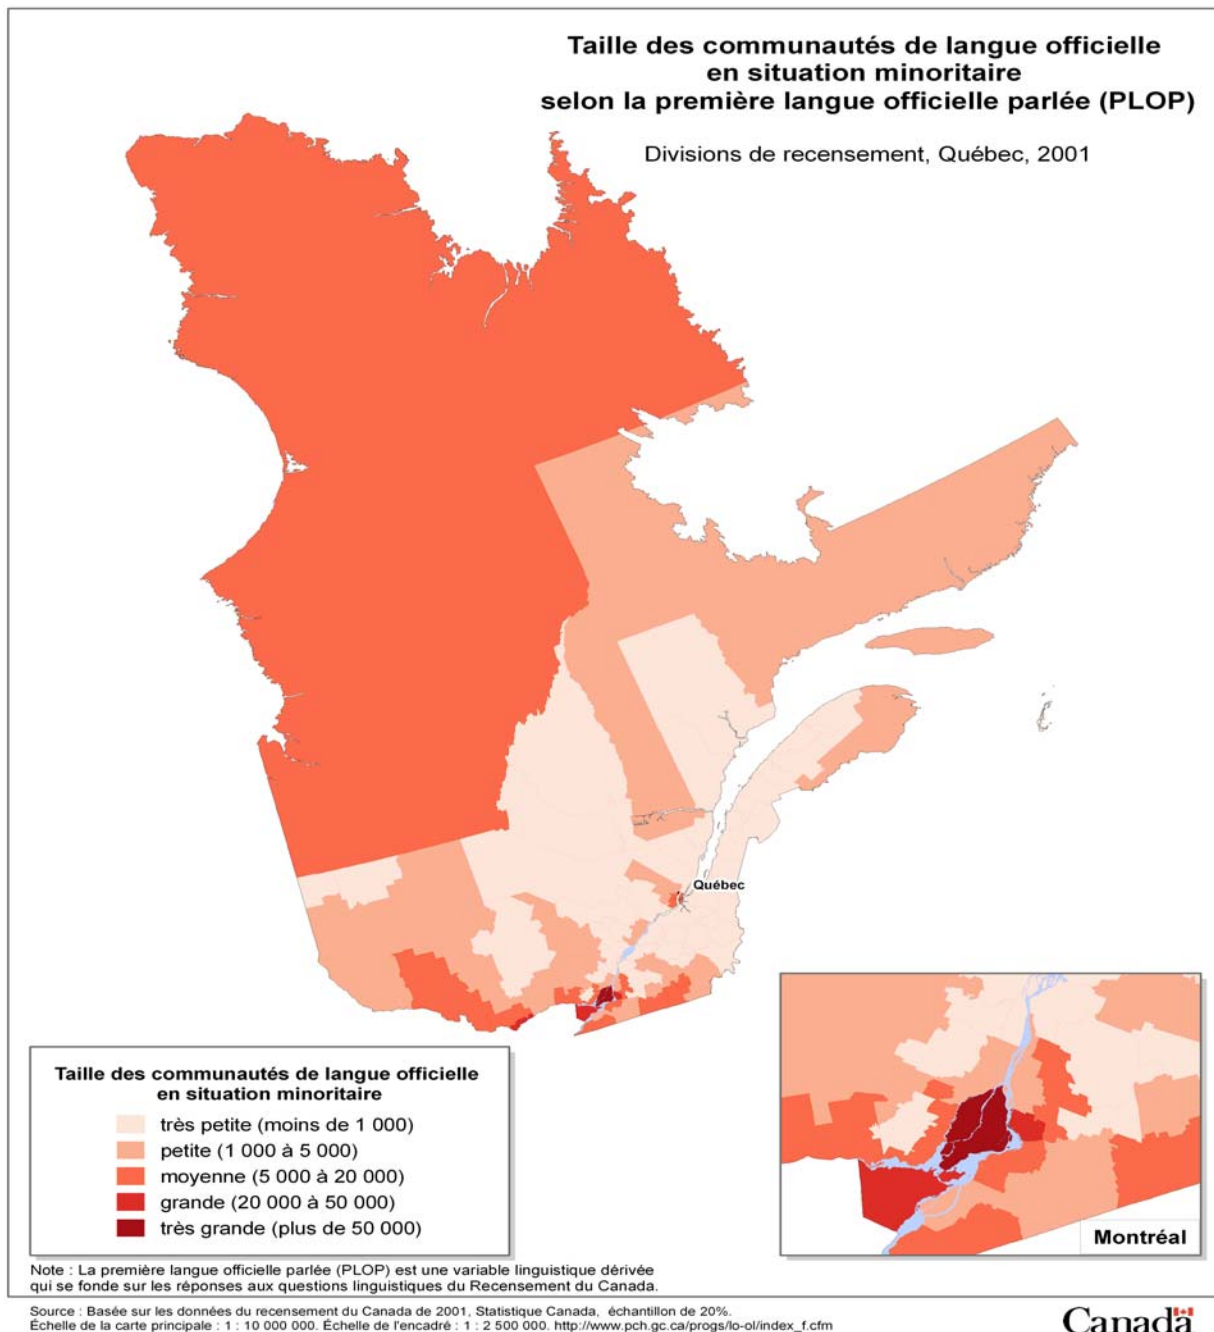 Taille des communautés de langue officielle
en situation minoritaire
selon la première langue officielle parlée (PLOP)
Divisions de recensement, Québec, 2001
Québec
Taille des communautés de langue officielle
en situation minoritaire
très petite (moins de 1 000)
petite (1 000 à 5 000)
moyenne (5 000 à 20 000)
grande (20 000 à 50 000)
très grande (plus de 50 000)
Montréal
Note : La première langue officielle parlée (PLOP) est une variable linguistique dérivée
qui se fonde sur les réponses aux questions linguistiques du Recensement du Canada.
Source : Basée sur les données du recensement du Canada de 2001, Statistique Canada, échantillon de 20%.
Échelle de la carte principale : 1 : 10 000 000. Échelle de l'encadré : 1 : 2 500 000. http://www.pch.gc.ca/progs/lo-ol/index_f.cfm
Canada